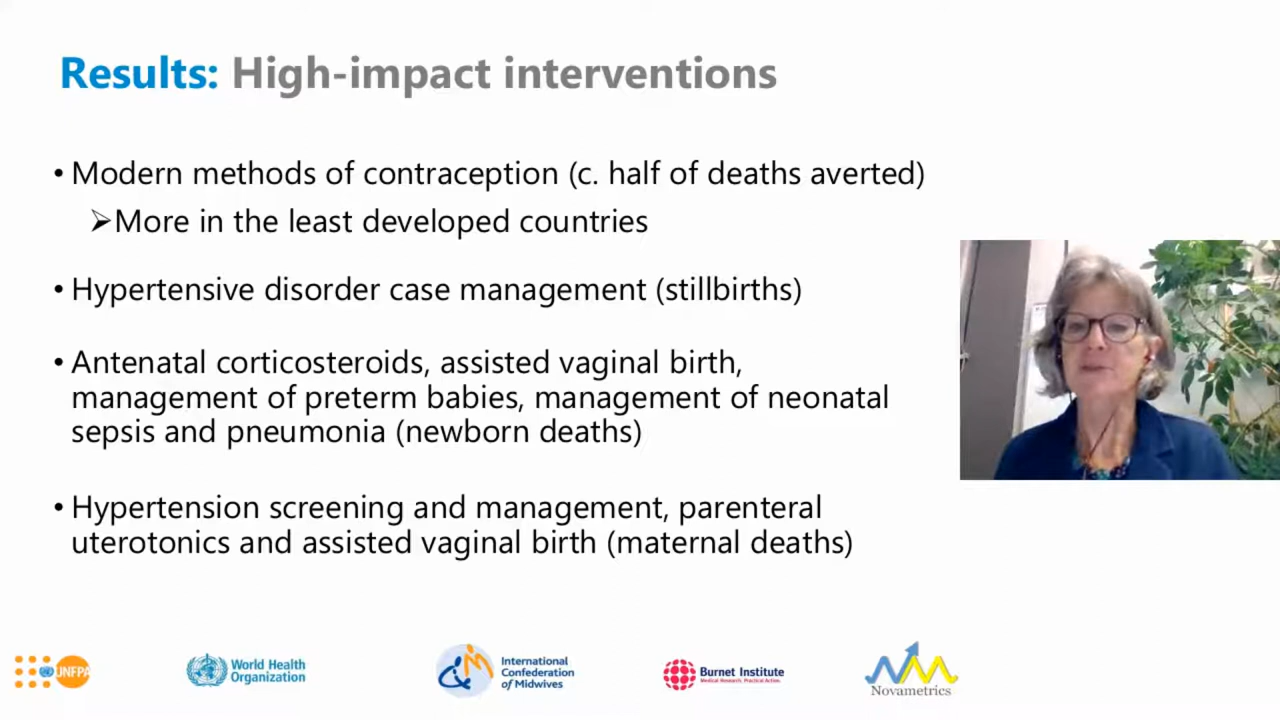 Results: High-impact interventions
• Modern methods of contraception (c. half of deaths averted)
➢More in the least developed countries
• Hypertensive disorder case management (stillbirths)
• Antenatal corticosteroids, assisted vaginal birth,
management of preterm babies, management of neonatal
sepsis and pneumonia (newborn deaths)
• Hypertension screening and management, parenteral
uterotonics and assisted vaginal birth (maternal deaths)
UNFPA
World Health
Organization
International
Confederation
of Midwives
Burnet Institute
Medical Research. Practical Action.
Novametrics